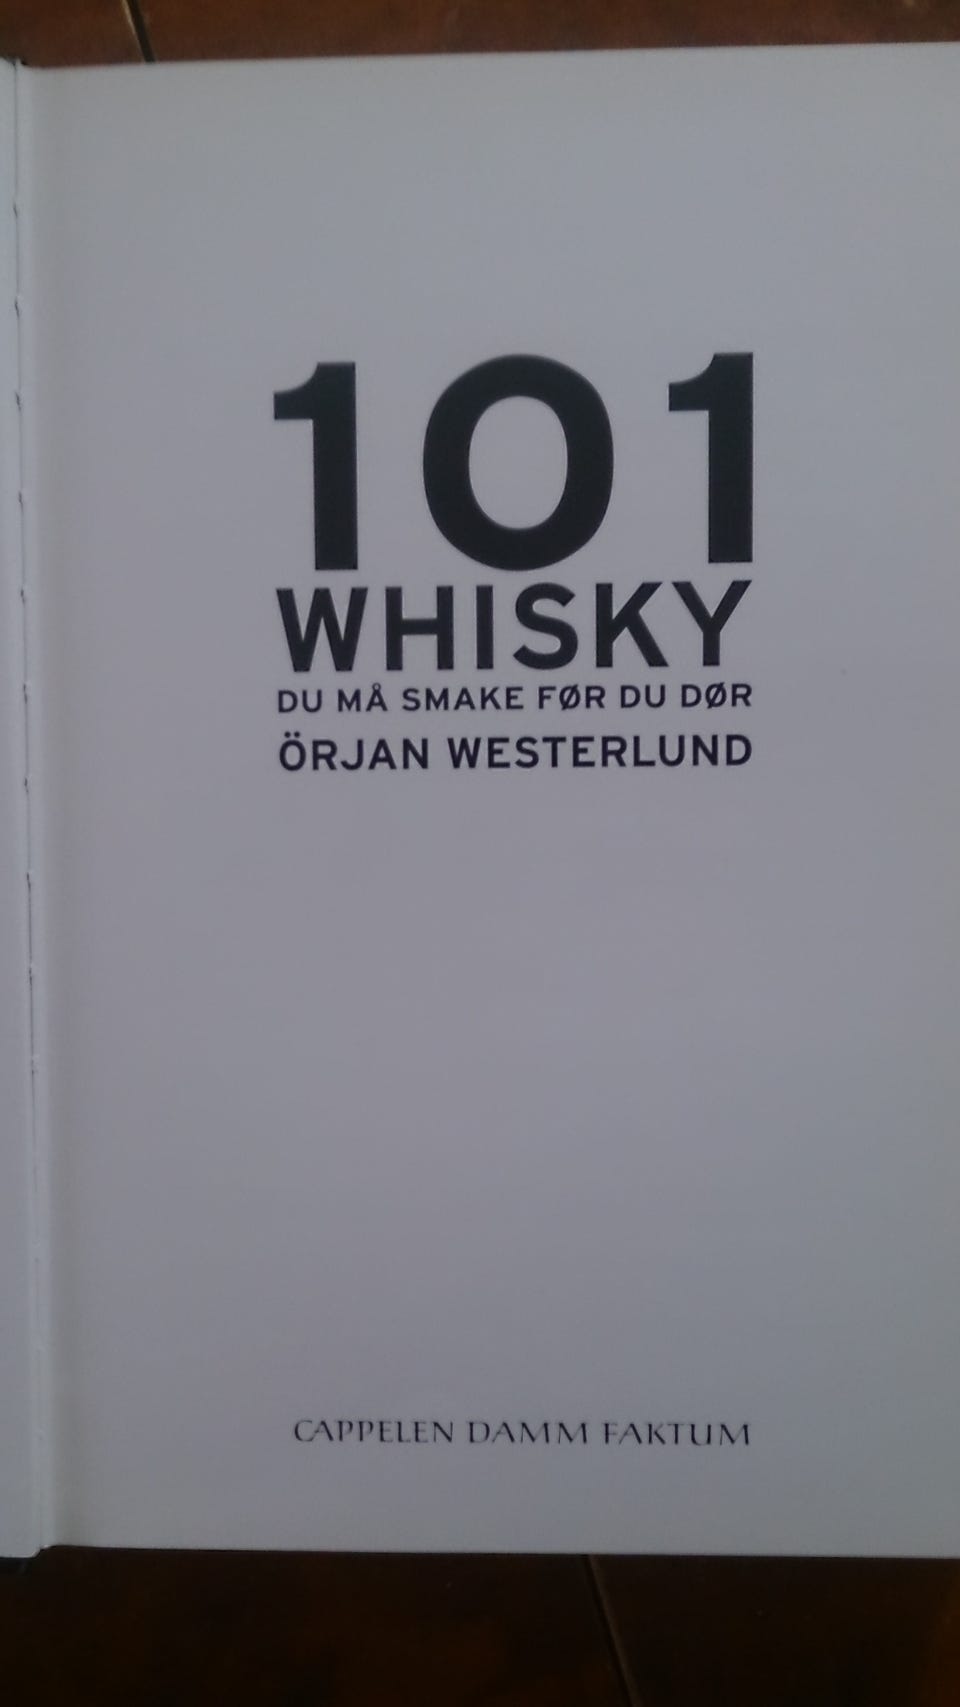 101
WHISKY
DU MÅ SMAKE FØR DU DØR
ÖRJAN WESTERLUND
CAPPELEN DAMM FAKTUM